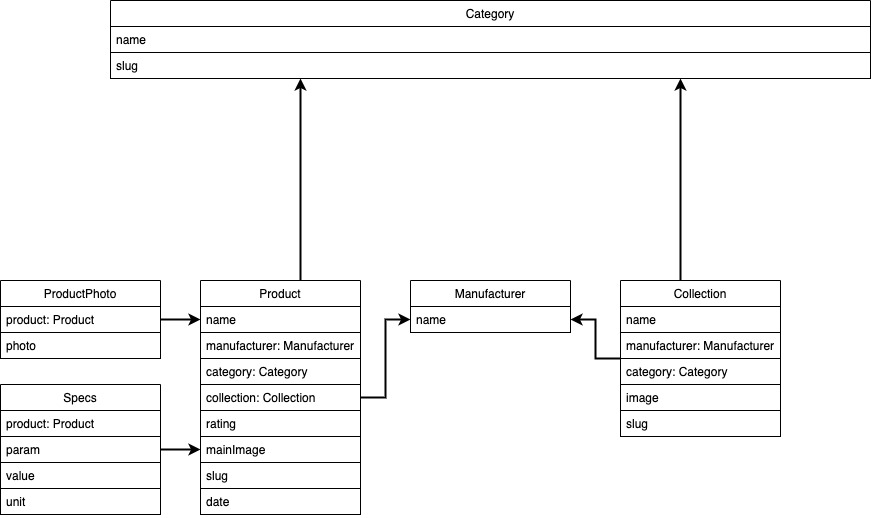 Category
name
slug
ProductPhoto
product: Product
photo
Specs
product: Product
param
value
unit
Product
name
manufacturer: Manufacturer
category: Category
collection: Collection
rating
mainImage
slug
date
Manufacturer
name
Collection
name
manufacturer: Manufacturer
category: Category
image
slug